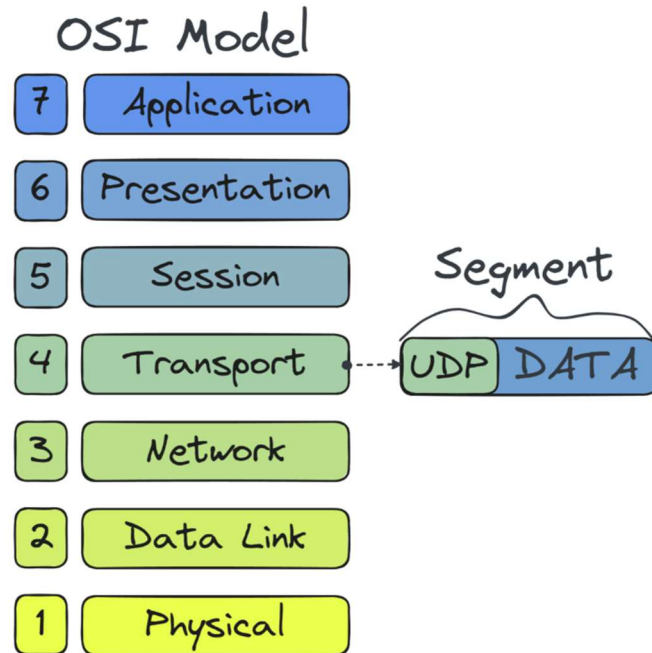 OSI Model
7 Application
6 Presentation
5 Session
Segment
4 Transport UDP DATA
3 Network
2 Data Link
1 Physical